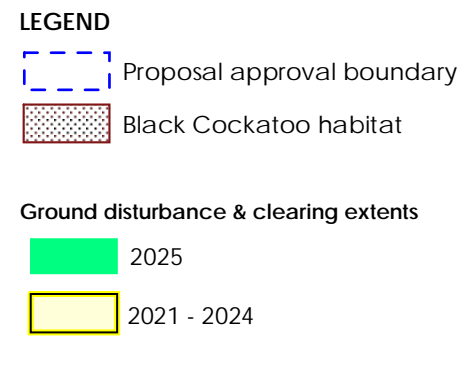 LEGEND
Proposal approval boundary
Black Cockatoo habitat
Ground disturbance & clearing extents
2025
2021 - 2024